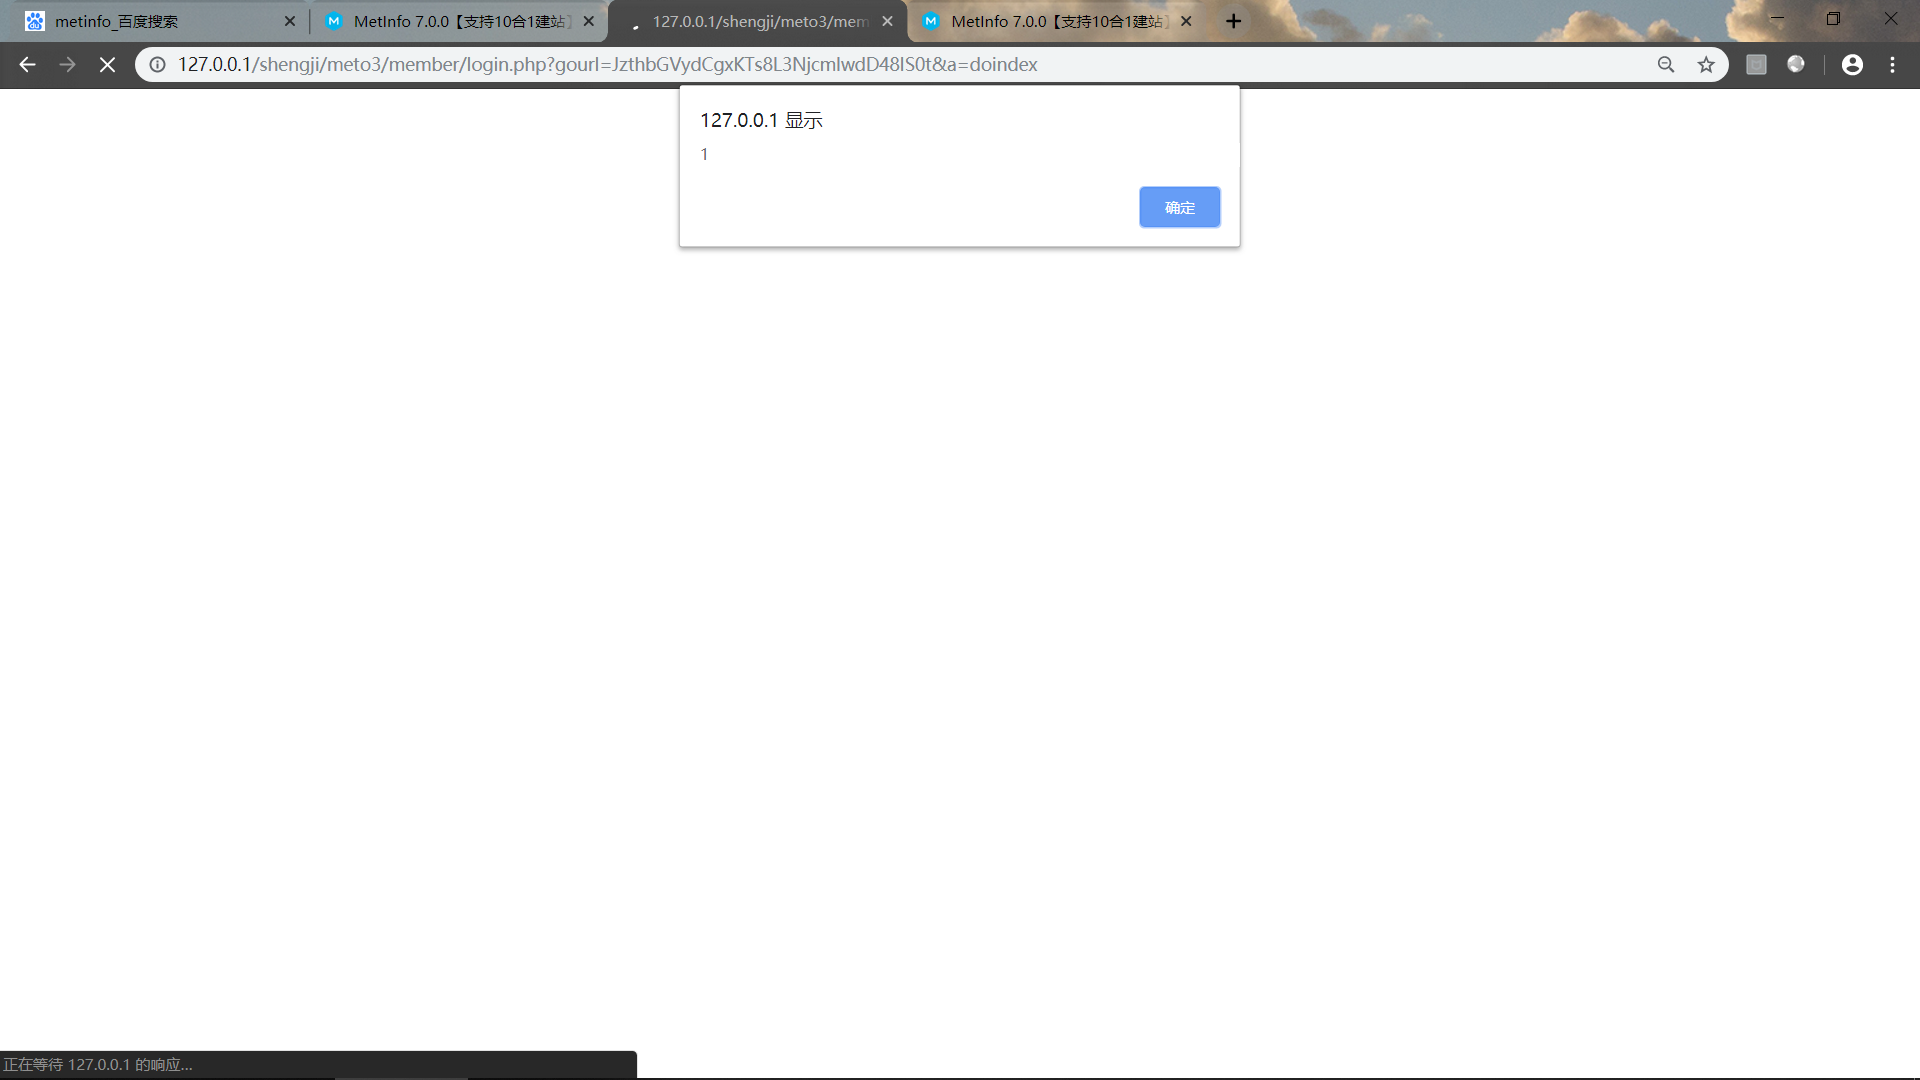 metinfo_百度搜索
MetInfo 7.0.0【支持10合1建站】
127.0.0.1/shengji/meto3/mem
MetInfo 7.0.0【支持10合1建站】
127.0.0.1/shengji/meto3/member/login.php?gourl=JzthbGVydCgxKTs8L3NjcmlwdD48IS0t&a=doindex
127.0.0.1 显示
1
确定
正在等待 127.0.0.1 的响应...